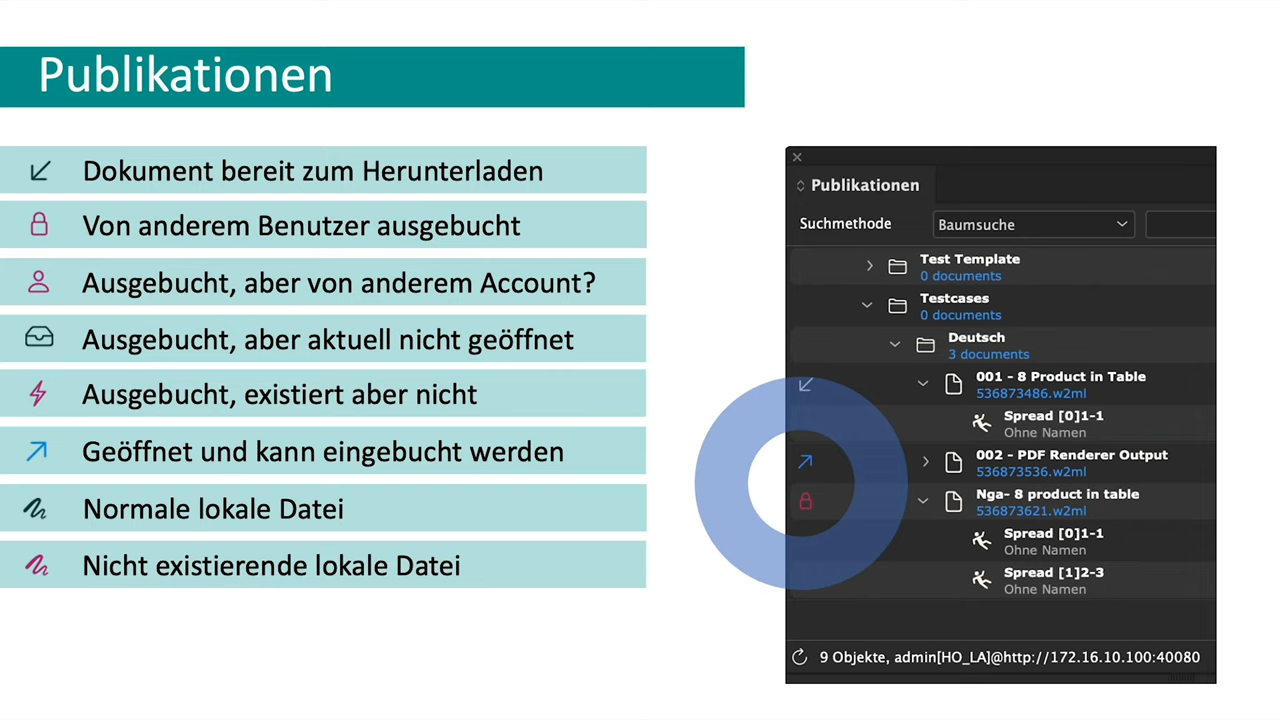 Publikationen
Dokument bereit zum Herunterladen
Von anderem Benutzer ausgebucht
Ausgebucht, aber von anderem Account?
Ausgebucht, aber aktuell nicht geöffnet
Ausgebucht, existiert aber nicht
Geöffnet und kann eingebucht werden
Normale lokale Datei
Nicht existierende lokale Datei
Publikationen
Suchmethode
Baumsuche
Test Template
0 documents
Testcases
0 documents
Deutsch
3 documents
001 - 8 Product in Table
536873486.w2ml
Spread [0]1-1
Ohne Namen
002 - PDF Renderer Output
536873536.w2ml
Nga- 8 product in table
536873621.w2ml
Spread [0]1-1
Ohne Namen
Spread [1]2-3
Ohne Namen
9 Objekte, admin[HO_LA]@http://172.16.10.100:40080